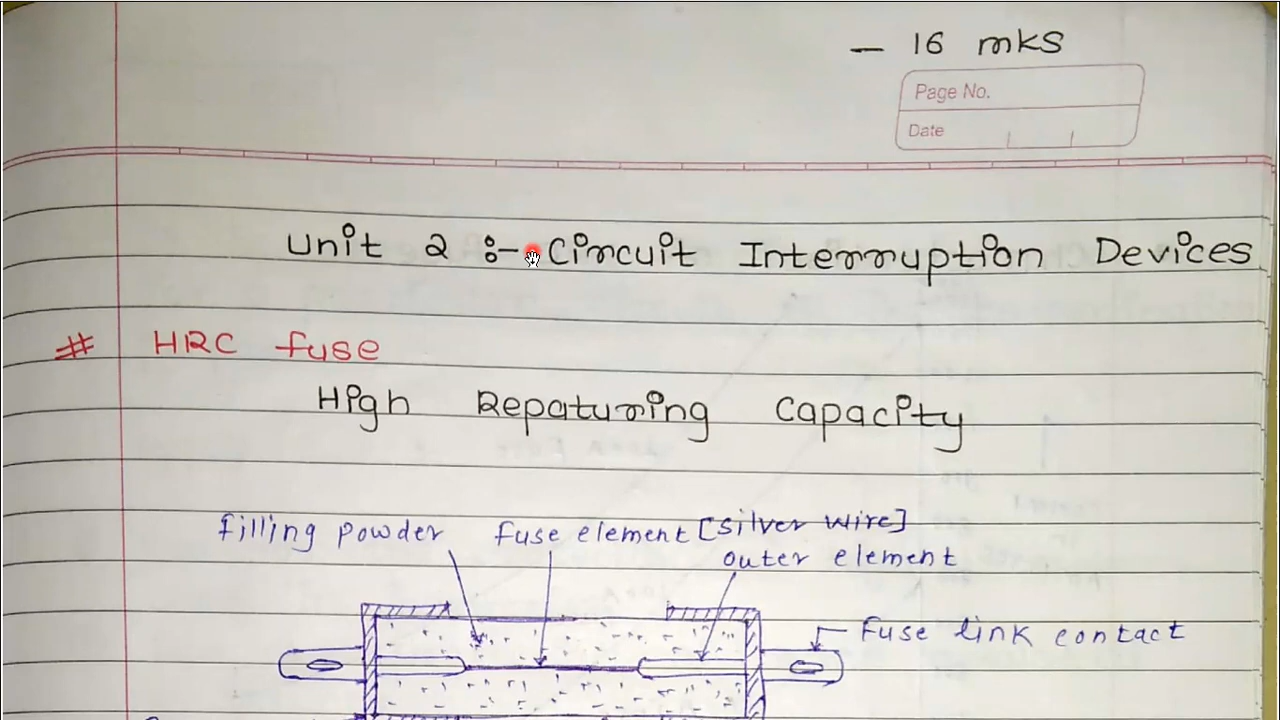 - 16 mks
Page No.
Date
Unit 2 :- Circuit Interruption Devices
# HRC fuse
High Repaturing Capacity
filling powder fuse element [silver wire]
outer element
Fuse link contact